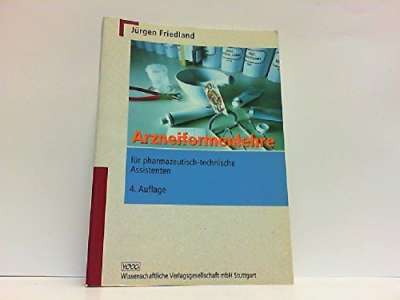 Jürgen Friedland
Arzneiformenlehre
für pharmazeutisch-technische
Assistenten
4. Auflage
Wissenschaftliche Verlagsgesellschaft mbH Stuttgart